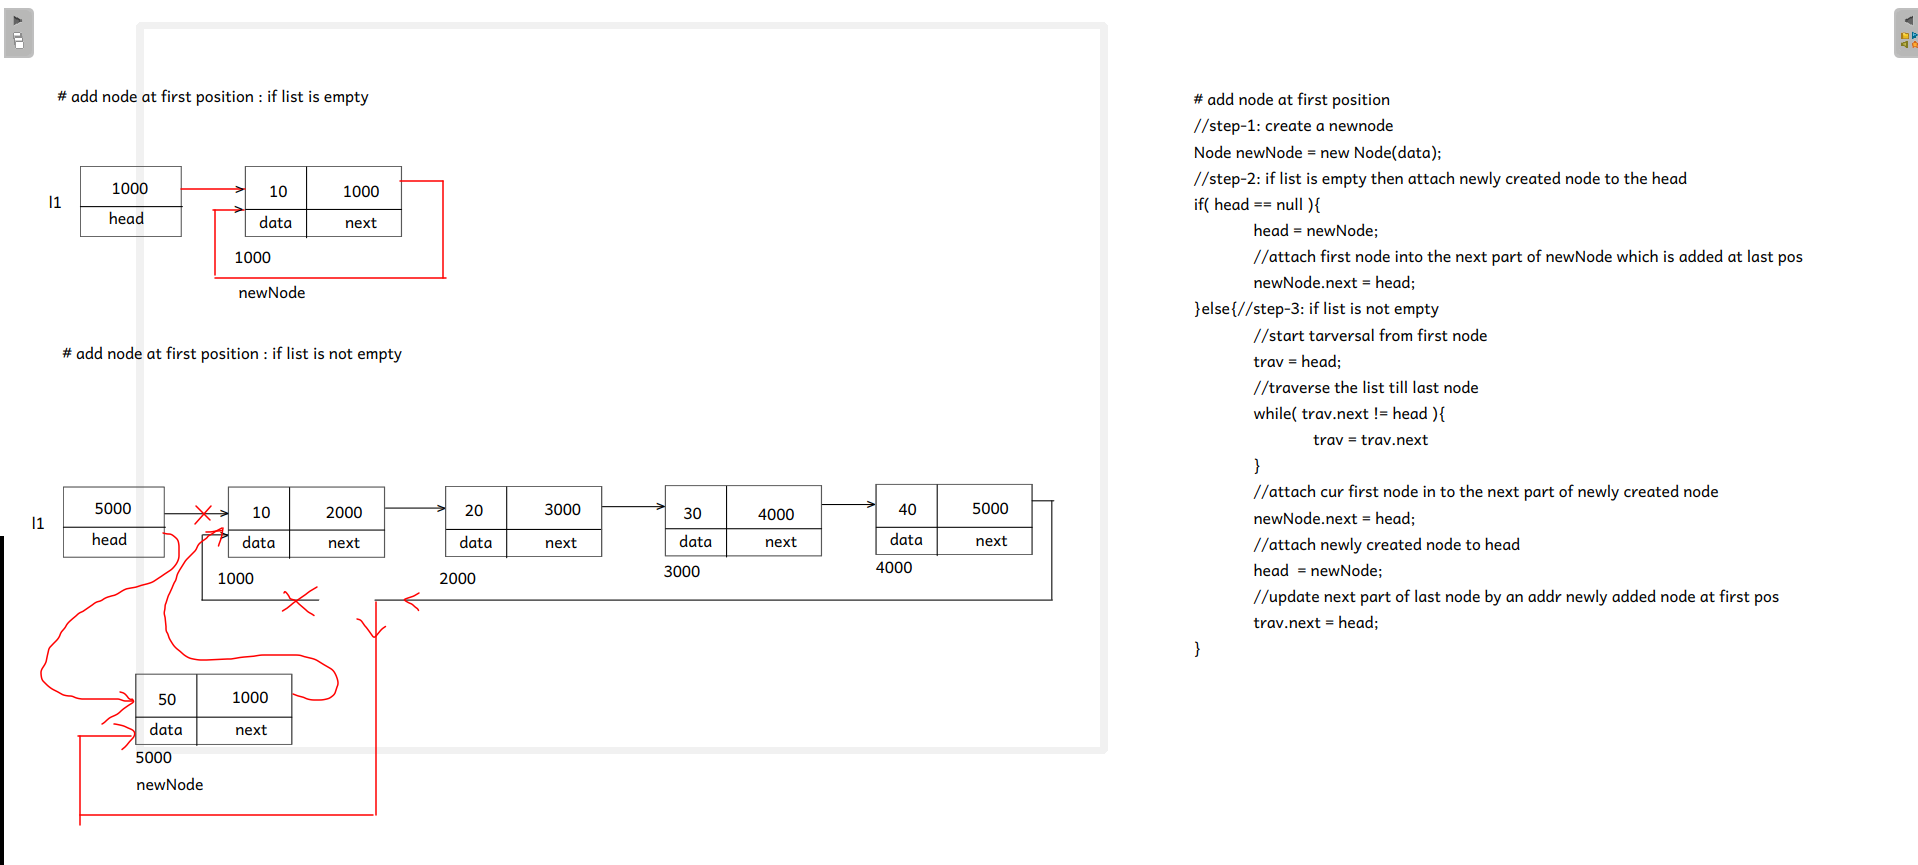 # add node at first position : if list is empty
l1
1000
head
10 1000
data next
1000
newNode
# add node at first position : if list is not empty
l1
5000
head
10 2000
data next
1000
20 3000
data next
2000
30 4000
data next
3000
40 5000
data next
4000
50 1000
data next
5000
newNode
# add node at first position
//step-1: create a newnode
Node newNode = new Node(data);
//step-2: if list is empty then attach newly created node to the head
if( head == null ){
head = newNode;
//attach first node into the next part of newNode which is added at last pos
newNode.next = head;
}else{//step-3: if list is not empty
//start tarversal from first node
trav = head;
//traverse the list till last node
while( trav.next != head ){
trav = trav.next
}
//attach cur first node in to the next part of newly created node
newNode.next = head;
//attach newly created node to head
head  = newNode;
//update next part of last node by an addr newly added node at first pos
trav.next = head;
}